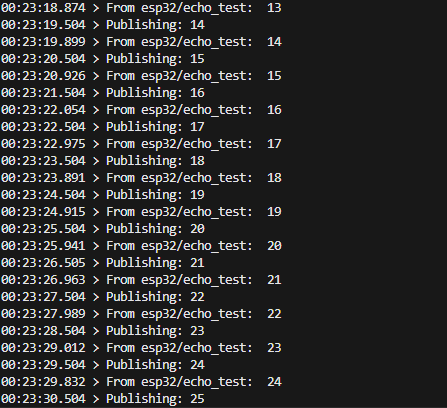 00:23:18.874 > From esp32/echo_test:  13
00:23:19.504 > Publishing: 14
00:23:19.899 > From esp32/echo_test:  14
00:23:20.504 > Publishing: 15
00:23:20.926 > From esp32/echo_test:  15
00:23:21.504 > Publishing: 16
00:23:22.054 > From esp32/echo_test:  16
00:23:22.504 > Publishing: 17
00:23:22.975 > From esp32/echo_test:  17
00:23:23.504 > Publishing: 18
00:23:23.891 > From esp32/echo_test:  18
00:23:24.504 > Publishing: 19
00:23:24.915 > From esp32/echo_test:  19
00:23:25.504 > Publishing: 20
00:23:25.941 > From esp32/echo_test:  20
00:23:26.505 > Publishing: 21
00:23:26.963 > From esp32/echo_test:  21
00:23:27.504 > Publishing: 22
00:23:27.989 > From esp32/echo_test:  22
00:23:28.504 > Publishing: 23
00:23:29.012 > From esp32/echo_test:  23
00:23:29.504 > Publishing: 24
00:23:29.832 > From esp32/echo_test:  24
00:23:30.504 > Publishing: 25